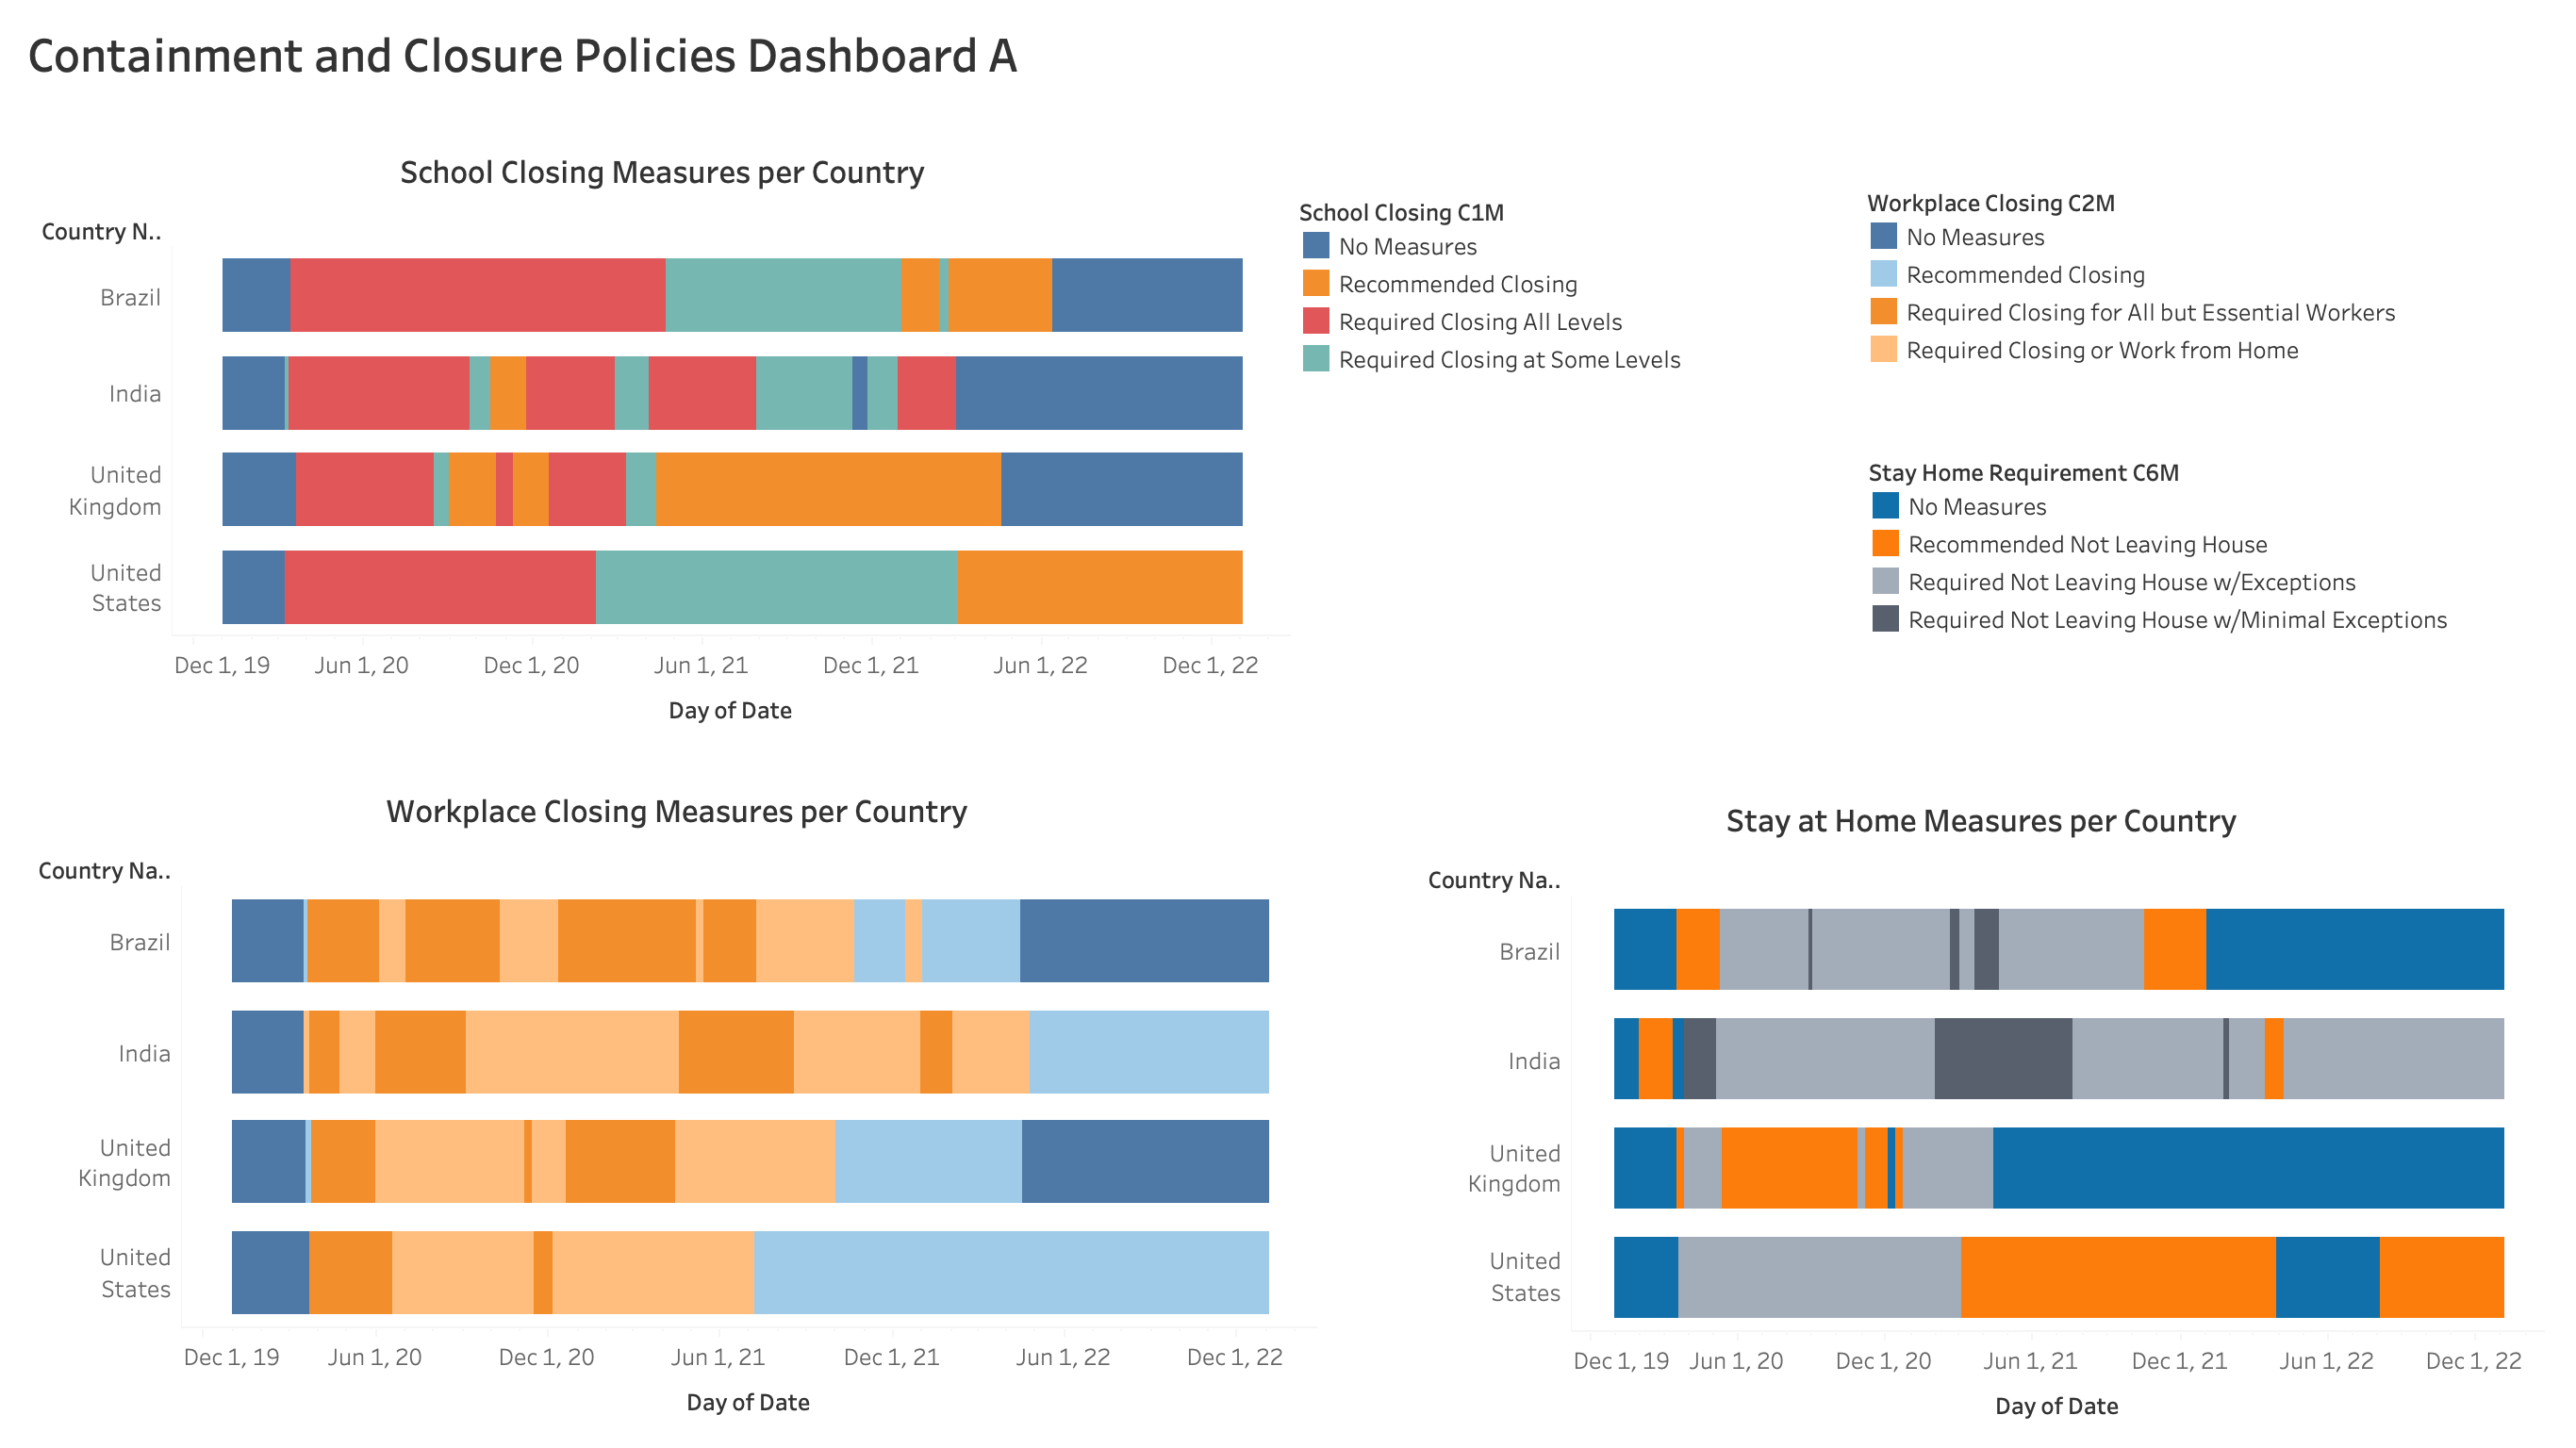 Containment and Closure Policies Dashboard A
School Closing Measures per Country
Country N..
Brazil
India
United
Kingdom
United
States
Dec 1, 19
Jun 1, 20
Dec 1, 20
Jun 1, 21
Dec 1, 21
Jun 1, 22
Dec 1, 22
Day of Date
School Closing C1M
No Measures
Recommended Closing
Required Closing All Levels
Required Closing at Some Levels
Workplace Closing C2M
No Measures
Recommended Closing
Required Closing for All but Essential Workers
Required Closing or Work from Home
Stay Home Requirement C6M
No Measures
Recommended Not Leaving House
Required Not Leaving House w/Exceptions
Required Not Leaving House w/Minimal Exceptions
Workplace Closing Measures per Country
Country Na..
Brazil
India
United
Kingdom
United
States
Dec 1, 19
Jun 1, 20
Dec 1, 20
Jun 1, 21
Dec 1, 21
Jun 1, 22
Dec 1, 22
Day of Date
Stay at Home Measures per Country
Country Na..
Brazil
India
United
Kingdom
United
States
Dec 1, 19
Jun 1, 20
Dec 1, 20
Jun 1, 21
Dec 1, 21
Jun 1, 22
Dec 1, 22
Day of Date